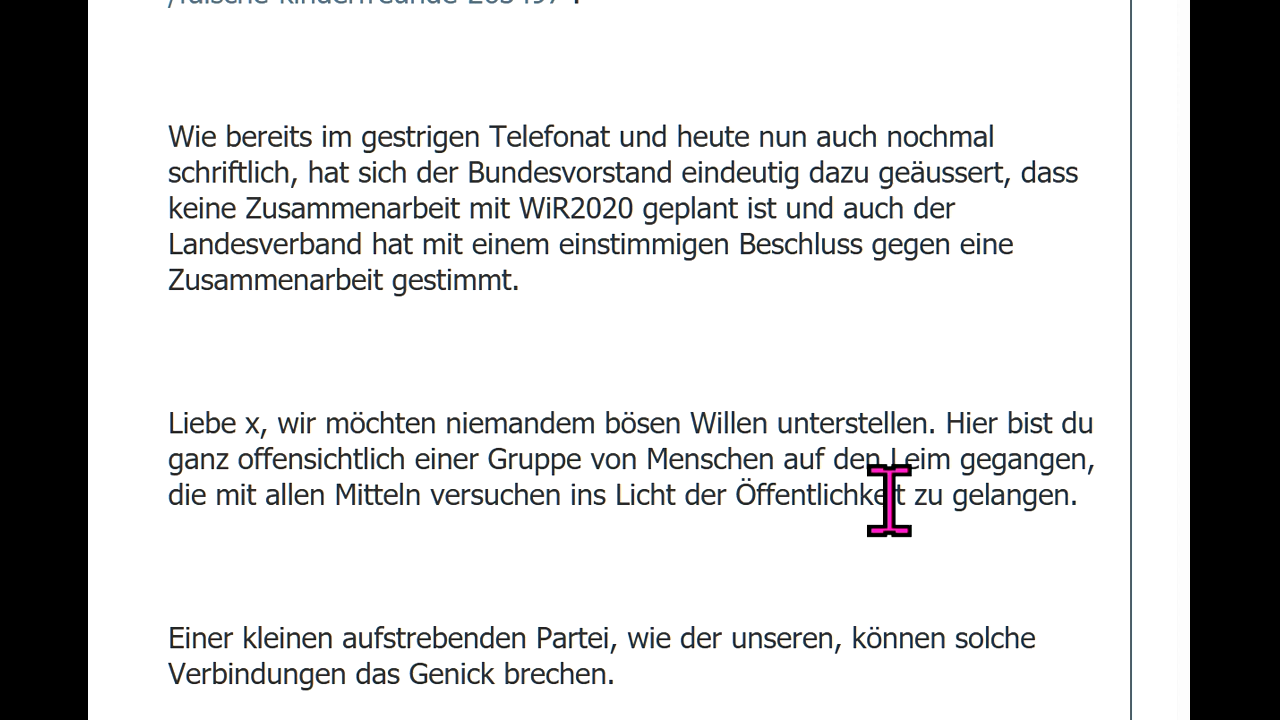 /falsche-kinderfreunde-265497
Wie bereits im gestrigen Telefonat und heute nun auch nochmal
schriftlich, hat sich der Bundesvorstand eindeutig dazu geäussert, dass
keine Zusammenarbeit mit WiR2020 geplant ist und auch der
Landesverband hat mit einem einstimmigen Beschluss gegen eine
Zusammenarbeit gestimmt.
Liebe x, wir möchten niemandem bösen Willen unterstellen. Hier bist du
ganz offensichtlich einer Gruppe von Menschen auf den Leim gegangen,
die mit allen Mitteln versuchen ins Licht der Öffentlichkeit zu gelangen.
Einer kleinen aufstrebenden Partei, wie der unseren, können solche
Verbindungen das Genick brechen.